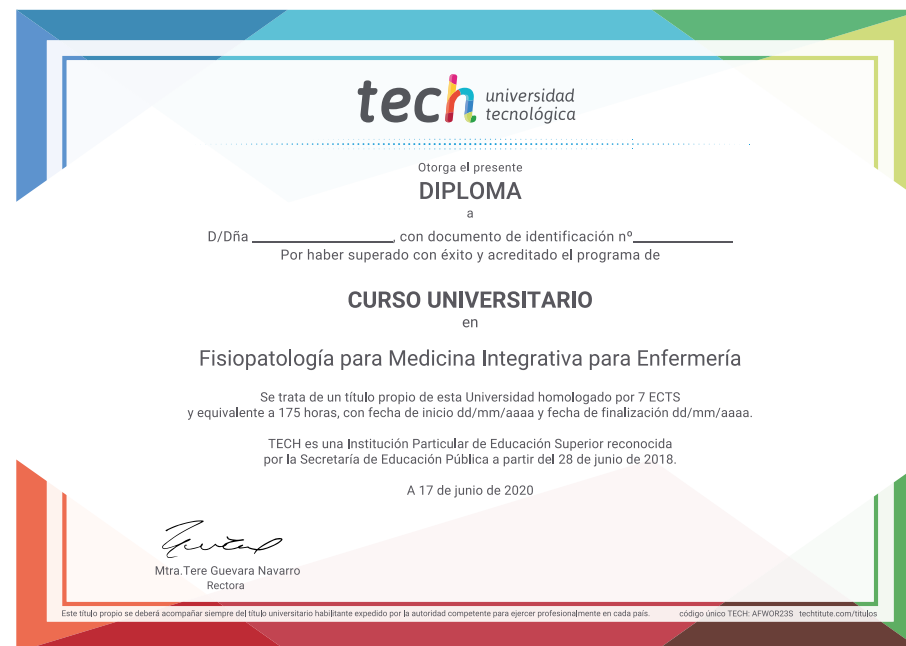 tech universidad
tecnológica
Otorga el presente
DIPLOMA
a
D/Dña ____________________, con documento de identificación nº______________
Por haber superado con éxito y acreditado el programa de
CURSO UNIVERSITARIO
en
Fisiopatología para Medicina Integrativa para Enfermería
Se trata de un título propio de esta Universidad homologado por 7 ECTS
y equivalente a 175 horas, con fecha de inicio dd/mm/aaaa y fecha de finalización dd/mm/aaaa.
TECH es una Institución Particular de Educación Superior reconocida
por la Secretaría de Educación Pública a partir del 28 de junio de 2018.
A 17 de junio de 2020
Mtra.Tere Guevara Navarro
Rectora
Este título propio se deberá acompañar siempre del título universitario habilitante expedido por la autoridad competente para ejercer profesionalmente en cada país. código único TECH: AFWOR23S techtitute.com/titulos